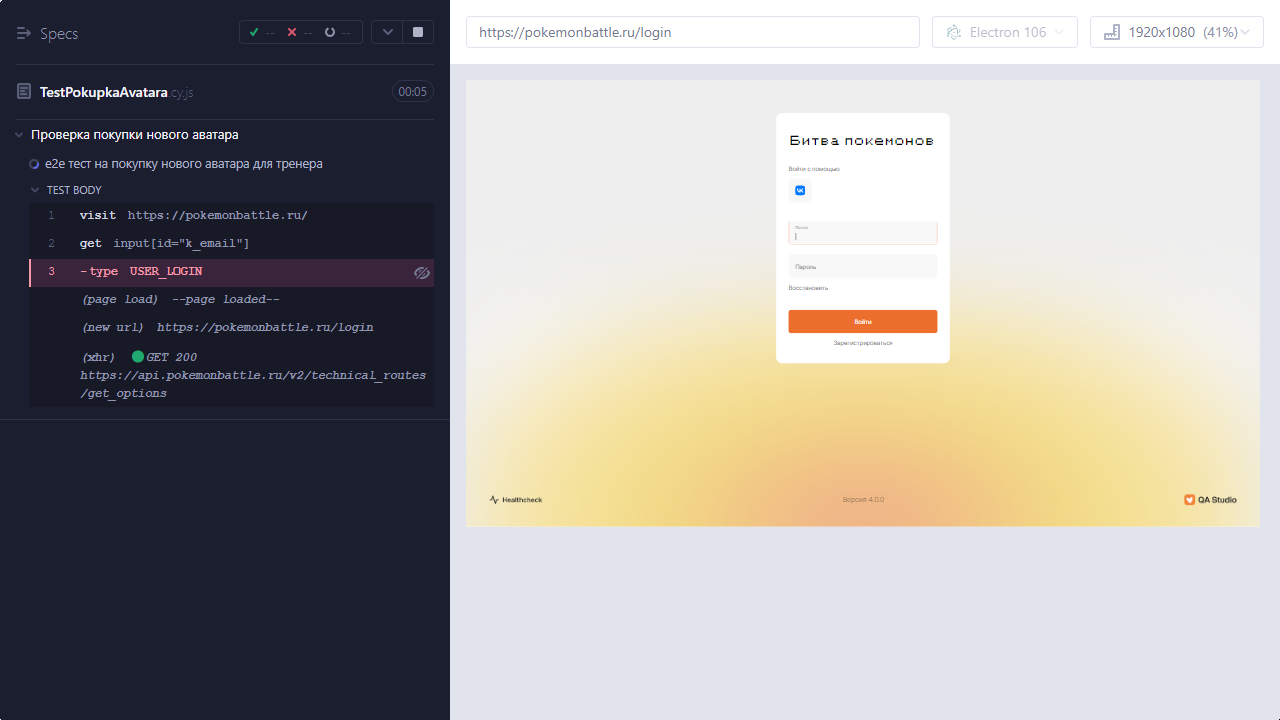 Specs
--
--
--
https://pokemonbattle.ru/login
Electron 106
1920x1080 (41%)
TestPokupkaAvatara.cy.js
00:05
Проверка покупки нового аватара
e2e тест на покупку нового аватара для тренера
TEST BODY
1 visit https://pokemonbattle.ru/
2 get input[id="k_email"]
3 -type USER_LOGIN
(page load) --page loaded--
(new url) https://pokemonbattle.ru/login
(xhr) GET 200
https://api.pokemonbattle.ru/v2/technical_routes
/get_options
Битва покемонов
Войти с помощью
Почта
Пароль
Восстановить
Войти
Зарегистрироваться
Healthcheck
Версия 4.0.0
QA Studio